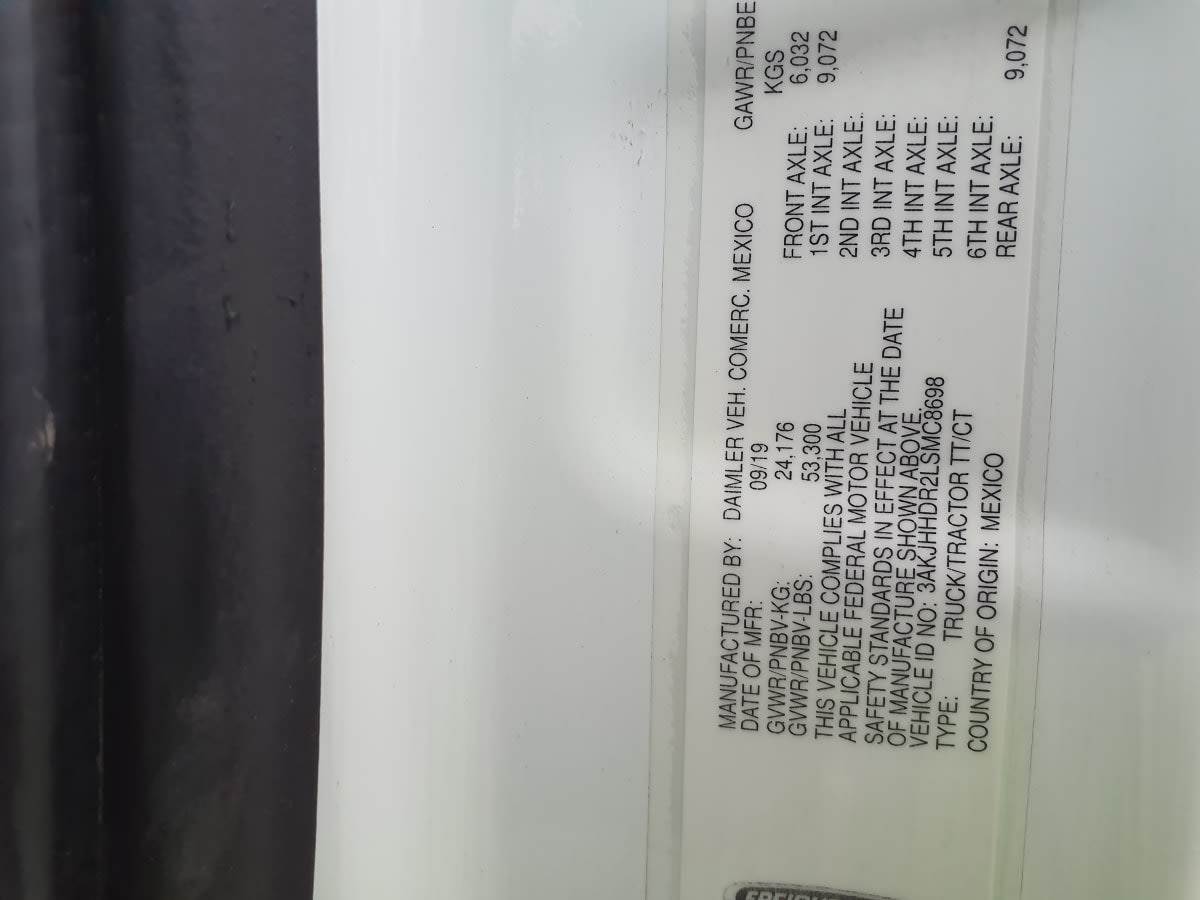 MANUFACTURED BY: DAIMLER VEH. COMERC. MEXICO
DATE OF MFR: 09/19
GVWR/PNBV-KG: 24,176
GVWR/PNBV-LBS: 53,300
THIS VEHICLE COMPLIES WITH ALL
APPLICABLE FEDERAL MOTOR VEHICLE
SAFETY STANDARDS IN EFFECT AT THE DATE
OF MANUFACTURE SHOWN ABOVE.
VEHICLE ID NO: 3AKJHHDR2LSMC8698
TYPE: TRUCK/TRACTOR TT/CT
COUNTRY OF ORIGIN: MEXICO
GAWR/PNBE
KGS
FRONT AXLE: 6,032
1ST INT AXLE: 9,072
2ND INT AXLE:
3RD INT AXLE:
4TH INT AXLE:
5TH INT AXLE:
6TH INT AXLE:
REAR AXLE: 9,072